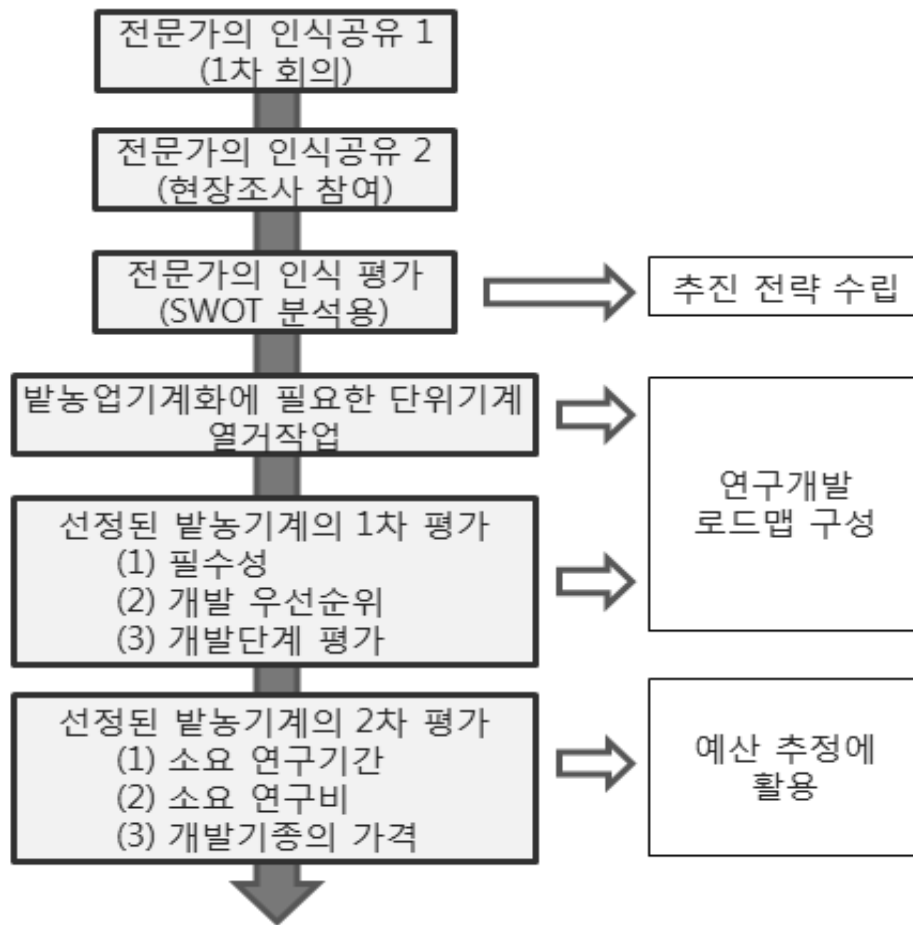 전문가의 인식공유 1
(1차 회의)
전문가의 인식공유 2
(현장조사 참여)
전문가의 인식 평가
(SWOT 분석용)
추진 전략 수립
밭농업기계화에 필요한 단위기계
열거작업
연구개발
로드맵 구성
선정된 밭농기계의 1차 평가
(1) 필수성
(2) 개발 우선순위
(3) 개발단계 평가
선정된 밭농기계의 2차 평가
(1) 소요 연구기간
(2) 소요 연구비
(3) 개발기종의 가격
예산 추정에
활용